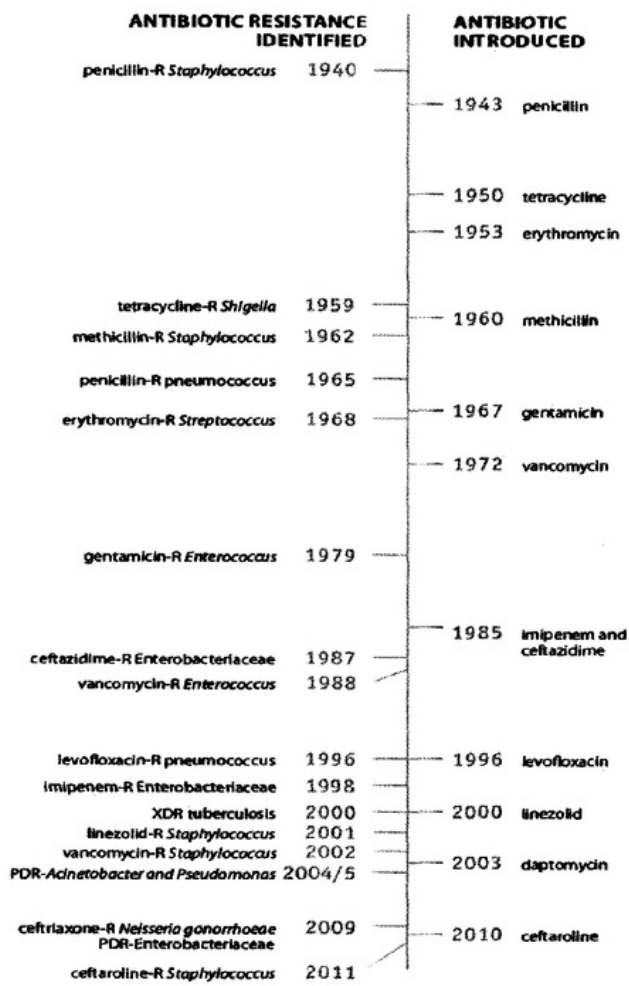 ANTIBIOTIC RESISTANCE IDENTIFIED
ANTIBIOTIC INTRODUCED
penicillin-R Staphylococcus 1940
1943 penicillin
1950 tetracycline
1953 erythromycin
tetracycline-R Shigella 1959
1960 methicillin
methicillin-R Staphylococcus 1962
penicillin-R pneumococcus 1965
1967 gentamicin
erythromycin-R Streptococcus 1968
1972 vancomycin
gentamicin-R Enterococcus 1979
1985 imipenem and ceftazidime
ceftazidime-R Enterobacteriaceae 1987
vancomycin-R Enterococcus 1988
levofloxacin-R pneumococcus 1996
1996 levofloxacin
imipenem-R Enterobacteriaceae 1998
XDR tuberculosis 2000
2000 linezolid
linezolid-R Staphylococcus 2001
vancomycin-R Staphylococcus 2002
2003 daptomycin
PDR-Acinetobacter and Pseudomonas 2004/5
ceftriaxone-R Neisseria gonorrhoeae 2009
PDR-Enterobacteriaceae
2010 ceftaroline
ceftaroline-R Staphylococcus 2011